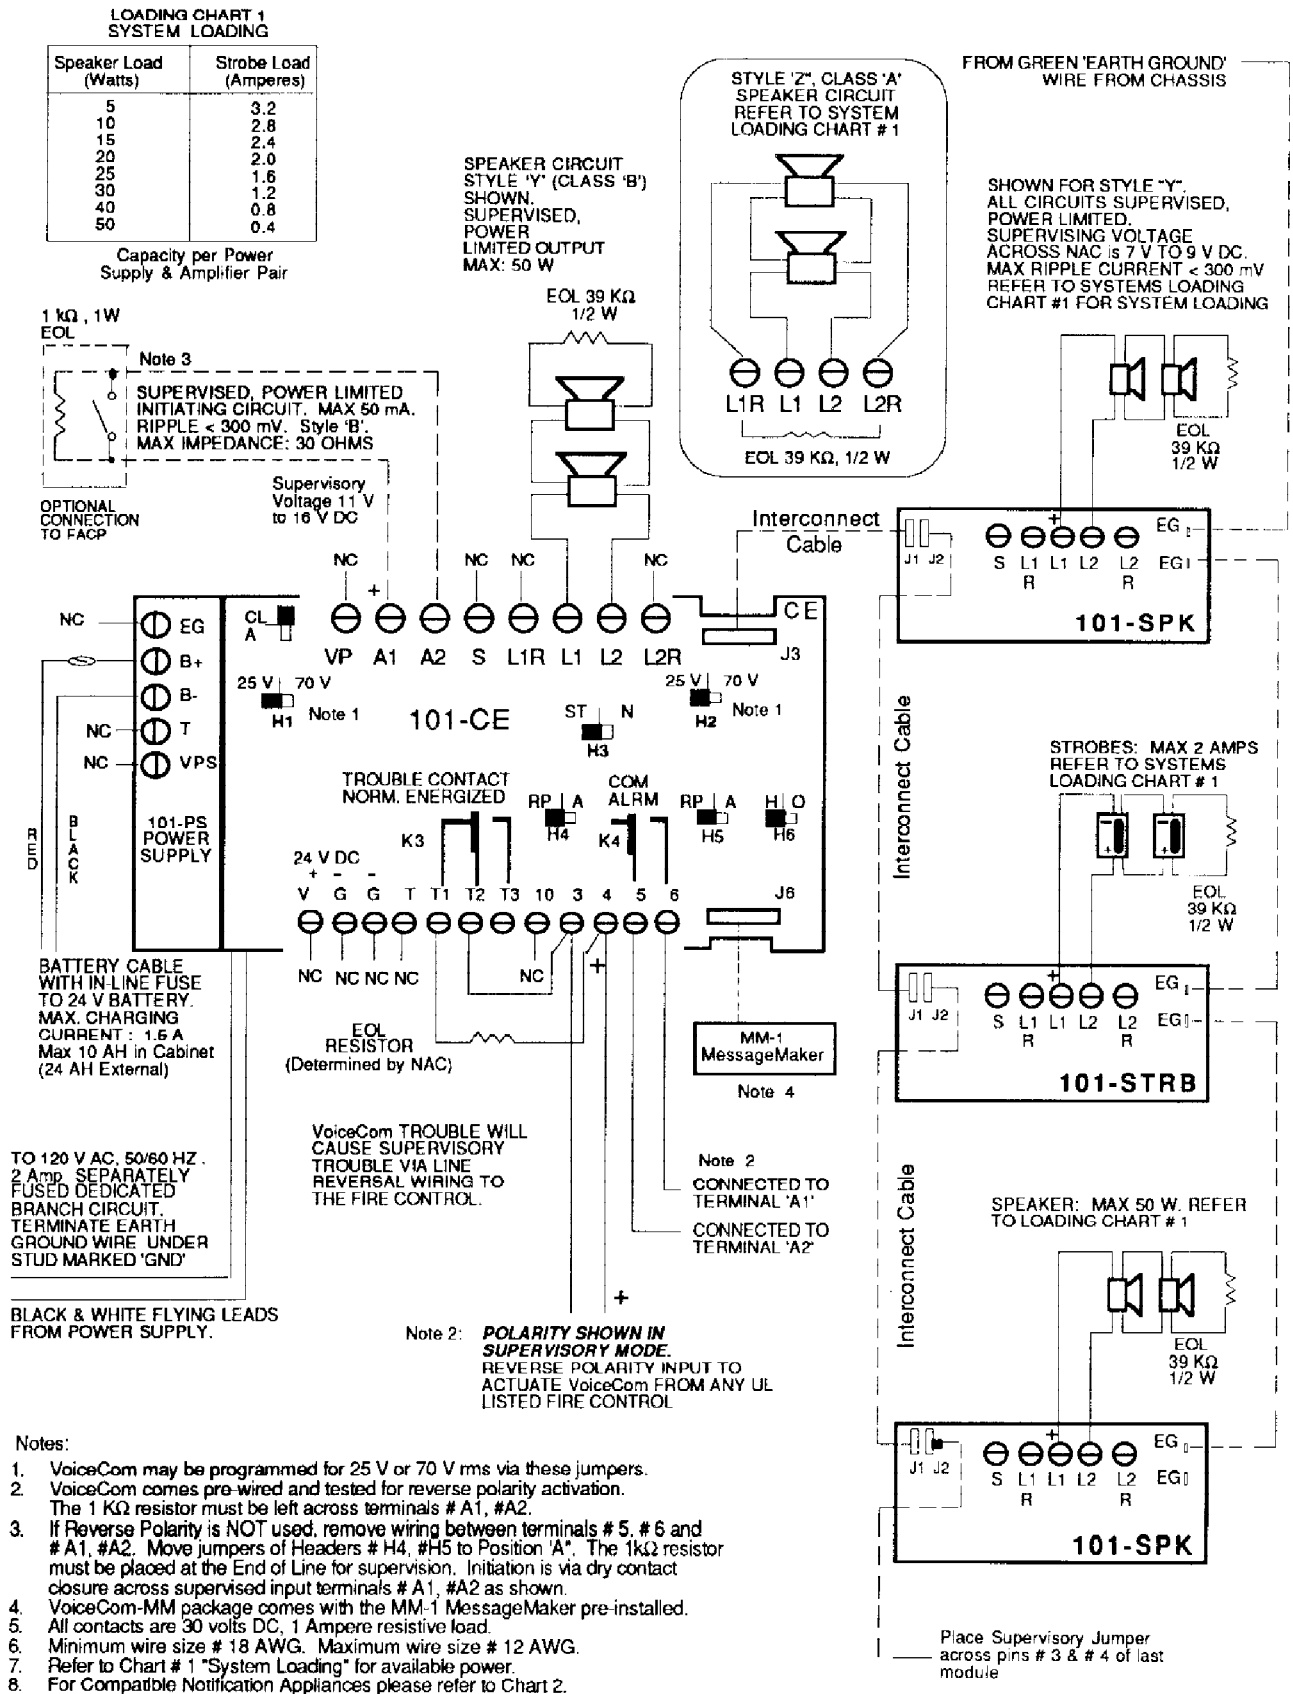 LOADING CHART 1
SYSTEM LOADING
Speaker Load (Watts) Strobe Load (Amperes)
5 3.2
10 2.8
15 2.4
20 2.0
25 1.6
30 1.2
40 0.8
50 0.4
Capacity per Power
Supply & Amplifier Pair
SPEAKER CIRCUIT
STYLE 'Y' (CLASS 'B')
SHOWN.
SUPERVISED,
POWER
LIMITED OUTPUT
MAX: 50 W
EOL 39 KΩ
1/2 W
STYLE 'Z', CLASS 'A'
SPEAKER CIRCUIT
REFER TO SYSTEM
LOADING CHART # 1
L1R L1 L2 L2R
EOL 39 KΩ, 1/2 W
FROM GREEN 'EARTH GROUND'
WIRE FROM CHASSIS
SHOWN FOR STYLE "Y".
ALL CIRCUITS SUPERVISED,
POWER LIMITED.
SUPERVISING VOLTAGE
ACROSS NAC is 7 V TO 9 V DC.
MAX RIPPLE CURRENT < 300 mV
REFER TO SYSTEMS LOADING
CHART #1 FOR SYSTEM LOADING
EOL
39 KΩ
1/2 W
1 kΩ , 1W
EOL
Note 3
SUPERVISED, POWER LIMITED
INITIATING CIRCUIT. MAX 50 mA.
RIPPLE < 300 mV. Style 'B'.
MAX IMPEDANCE: 30 OHMS
Supervisory
Voltage 11 V
to 16 V DC
OPTIONAL
CONNECTION
TO FACP
Interconnect
Cable
J1 J2
+
S L1 L1 L2 L2
R R
EG
EG
101-SPK
NC NC NC NC
+
NC
EG
B+
B-
NC T
NC VPS
101-PS
POWER
SUPPLY
RED
BLACK
CL
A
VP A1 A2 S L1R L1 L2 L2R
CE
J3
25 V 70 V
H1 Note 1
101-CE
25 V 70 V
H2 Note 1
ST N
H3
TROUBLE CONTACT
NORM. ENERGIZED
COM
ALRM
RP A
H4
RP A
H5
H O
H6
K3
K4
24 V DC
+ - -
V G G T T1 T2 T3 10 3 4 5 6
J6
NC NC NC NC NC
+
Interconnect Cable
STROBES: MAX 2 AMPS
REFER TO SYSTEMS
LOADING CHART # 1
- -
+ +
EOL
39 KΩ
1/2 W
BATTERY CABLE
WITH IN-LINE FUSE
TO 24 V BATTERY.
MAX. CHARGING
CURRENT : 1.6 A
Max 10 AH in Cabinet
(24 AH External)
EOL
RESISTOR
(Determined by NAC)
MM-1
MessageMaker
Note 4
J1 J2
+
S L1 L1 L2 L2
R R
EG
EG
101-STRB
VoiceCom TROUBLE WILL
CAUSE SUPERVISORY
TROUBLE VIA LINE
REVERSAL WIRING TO
THE FIRE CONTROL.
Note 2
CONNECTED TO
TERMINAL 'A1'
CONNECTED TO
TERMINAL 'A2'
TO 120 V AC, 50/60 HZ .
2 Amp SEPARATELY
FUSED DEDICATED
BRANCH CIRCUIT.
TERMINATE EARTH
GROUND WIRE UNDER
STUD MARKED 'GND'
BLACK & WHITE FLYING LEADS
FROM POWER SUPPLY.
Interconnect Cable
SPEAKER: MAX 50 W. REFER
TO LOADING CHART # 1
EOL
39 KΩ
1/2 W
+
Note 2: POLARITY SHOWN IN
SUPERVISORY MODE.
REVERSE POLARITY INPUT TO
ACTUATE VoiceCom FROM ANY UL
LISTED FIRE CONTROL
J1 J2
+
S L1 L1 L2 L2
R R
EG
EG
101-SPK
Place Supervisory Jumper
across pins # 3 & # 4 of last
module
Notes:
1. VoiceCom may be programmed for 25 V or 70 V rms via these jumpers.
2. VoiceCom comes pre-wired and tested for reverse polarity activation.
The 1 KΩ resistor must be left across terminals # A1, #A2.
3. If Reverse Polarity is NOT used, remove wiring between terminals # 5, # 6 and
# A1, #A2. Move jumpers of Headers # H4, #H5 to Position 'A". The 1kΩ resistor
must be placed at the End of Line for supervision. Initiation is via dry contact
closure across supervised input terminals # A1, #A2 as shown.
4. VoiceCom-MM package comes with the MM-1 MessageMaker pre-installed.
5. All contacts are 30 volts DC, 1 Ampere resistive load.
6. Minimum wire size # 18 AWG. Maximum wire size # 12 AWG.
7. Refer to Chart # 1 "System Loading" for available power.
8. For Compatible Notification Appliances please refer to Chart 2.